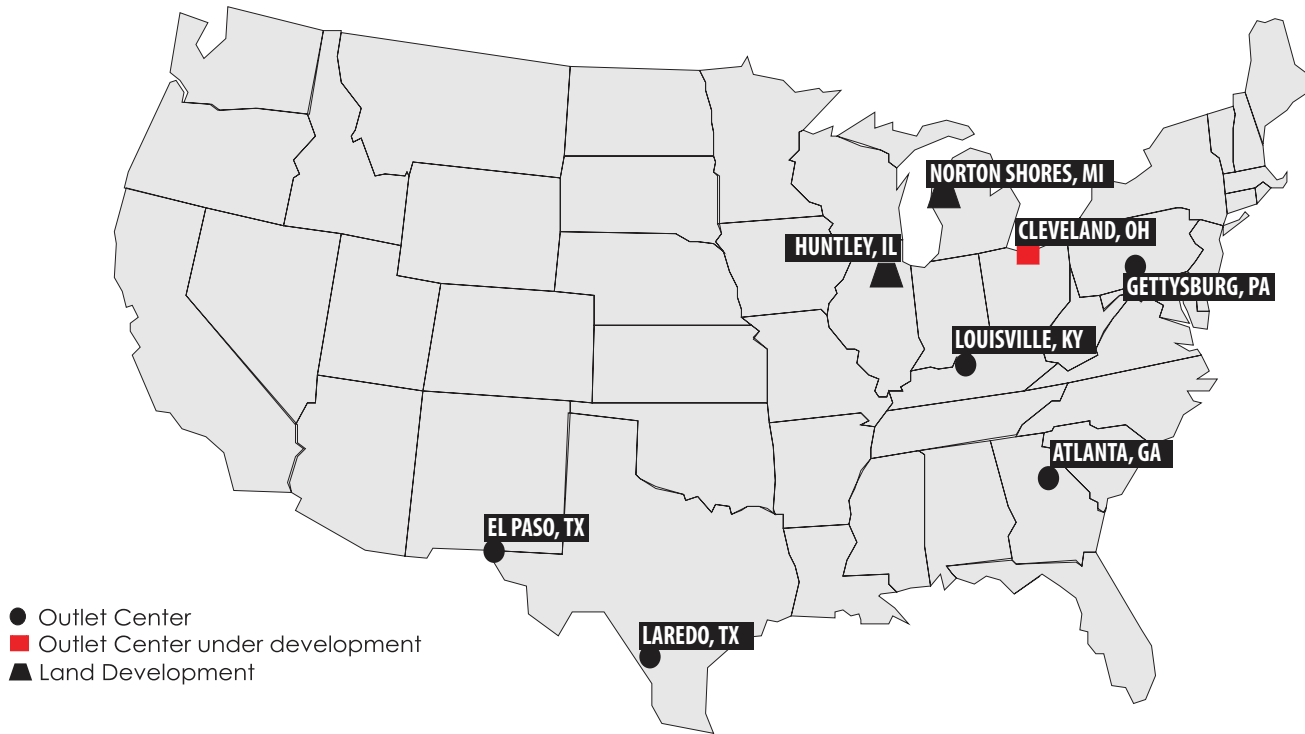 NORTON SHORES, MI
CLEVELAND, OH
HUNTLEY, IL
GETTYSBURG, PA
LOUISVILLE, KY
ATLANTA, GA
EL PASO, TX
LAREDO, TX
Outlet Center
Outlet Center under development
Land Development